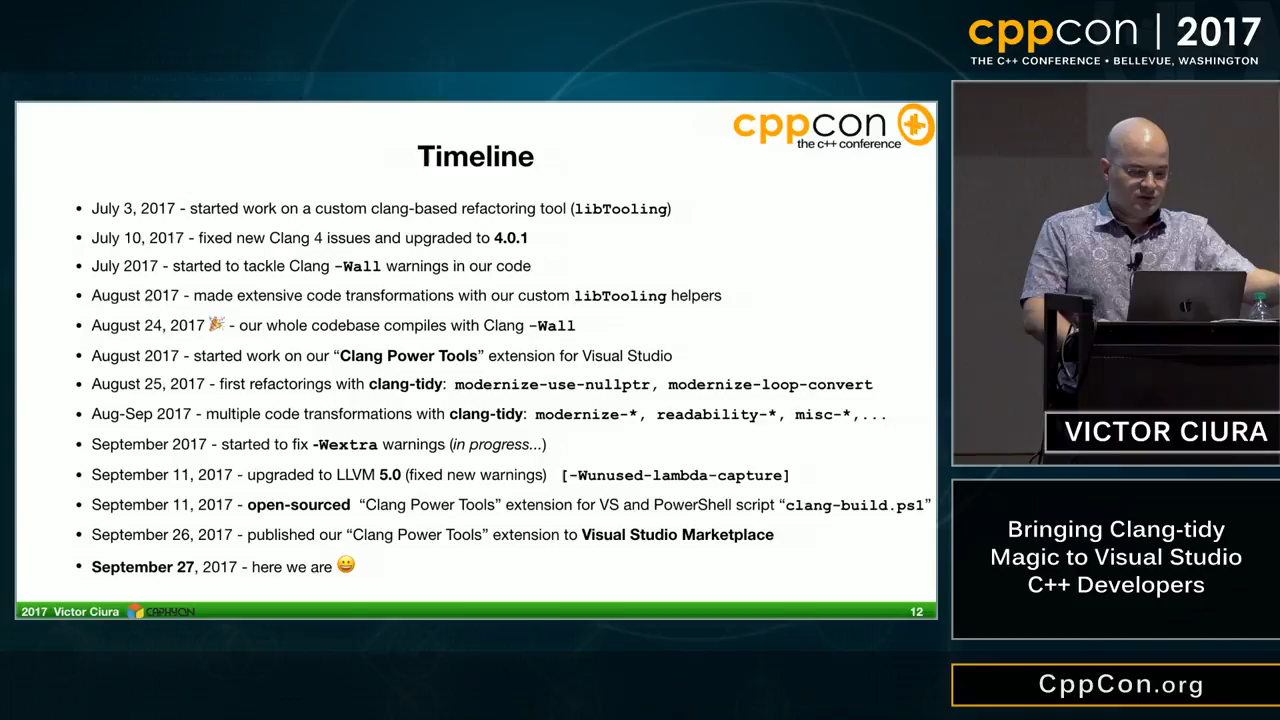 cppcon | 2017
THE C++ CONFERENCE • BELLEVUE, WASHINGTON
cppcon
the c++ conference
Timeline
• July 3, 2017 - started work on a custom clang-based refactoring tool (libTooling)
• July 10, 2017 - fixed new Clang 4 issues and upgraded to 4.0.1
• July 2017 - started to tackle Clang -Wall warnings in our code
• August 2017 - made extensive code transformations with our custom libTooling helpers
• August 24, 2017 🎉 - our whole codebase compiles with Clang -Wall
• August 2017 - started work on our “Clang Power Tools” extension for Visual Studio
• August 25, 2017 - first refactorings with clang-tidy: modernize-use-nullptr, modernize-loop-convert
• Aug-Sep 2017 - multiple code transformations with clang-tidy: modernize-*, readability-*, misc-*,...
• September 2017 - started to fix -Wextra warnings (in progress...)
• September 11, 2017 - upgraded to LLVM 5.0 (fixed new warnings) [-Wunused-lambda-capture]
• September 11, 2017 - open-sourced “Clang Power Tools” extension for VS and PowerShell script “clang-build.ps1”
• September 26, 2017 - published our “Clang Power Tools” extension to Visual Studio Marketplace
• September 27, 2017 - here we are 😀
2017 Victor Ciura CAPHYON 12
VICTOR CIURA
Bringing Clang-tidy
Magic to Visual Studio
C++ Developers
CppCon.org